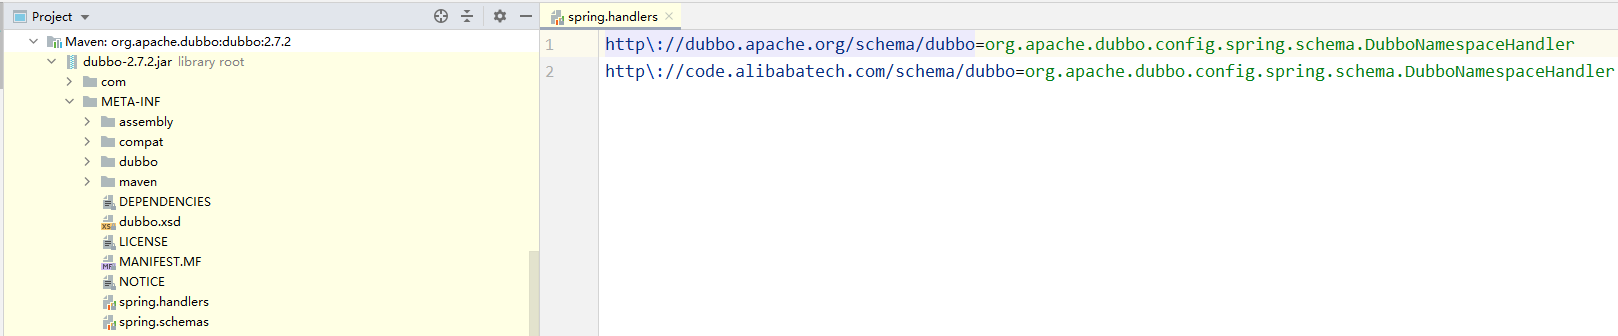 Project
Maven: org.apache.dubbo:dubbo:2.7.2
dubbo-2.7.2.jar library root
com
META-INF
assembly
compat
dubbo
maven
DEPENDENCIES
dubbo.xsd
LICENSE
MANIFEST.MF
NOTICE
spring.handlers
spring.schemas
spring.handlers
1 http\://dubbo.apache.org/schema/dubbo=org.apache.dubbo.config.spring.schema.DubboNamespaceHandler
2 http\://code.alibabatech.com/schema/dubbo=org.apache.dubbo.config.spring.schema.DubboNamespaceHandler